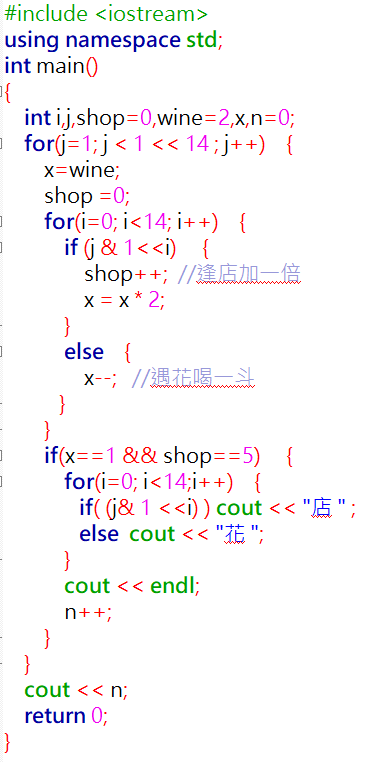 #include <iostream>
using namespace std;
int main()
{
int i,j,shop=0,wine=2,x,n=0;
for(j=1; j < 1 << 14 ; j++) {
x=wine;
shop =0;
for(i=0; i<14; i++) {
if (j & 1<<i) {
shop++; //逢店加一倍
x = x * 2;
}
else {
x--; //遇花喝一斗
}
}
if(x==1 && shop==5) {
for(i=0; i<14;i++) {
if( (j& 1 <<i) ) cout << "店 " ;
else cout << "花 ";
}
cout << endl;
n++;
}
}
cout << n;
return 0;
}